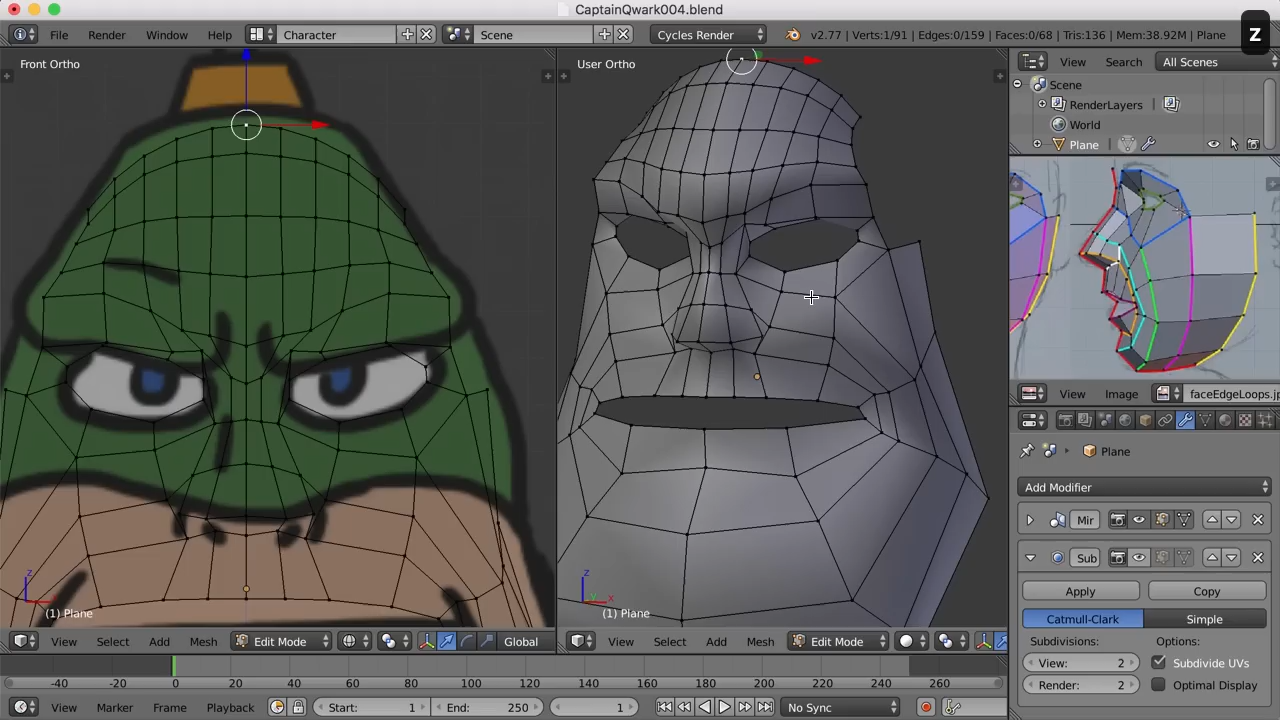 CaptainQwark004.blend
Z
File Render Window Help Character Scene Cycles Render v2.77 | Verts:1/91 | Edges:0/159 | Faces:0/68 | Tris:136 | Mem:38.92M | Plane
Front Ortho
User Ortho
View Search All Scenes
Scene
RenderLayers
World
Plane
View Image faceEdgeLoops.jp
Plane
Add Modifier
Mir
Sub
Apply Copy
Catmull-Clark Simple
Subdivisions: Options:
View: 2 Subdivide UVs
Render: 2 Optimal Display
z
x
(1) Plane
z
y x
(1) Plane
View Select Add Mesh Edit Mode Global
View Select Add Mesh Edit Mode
-40 -20 0 20 40 60 80 100 120 140 160 180 200 220 240 260
View Marker Frame Playback Start: 1 End: 250 1 No Sync